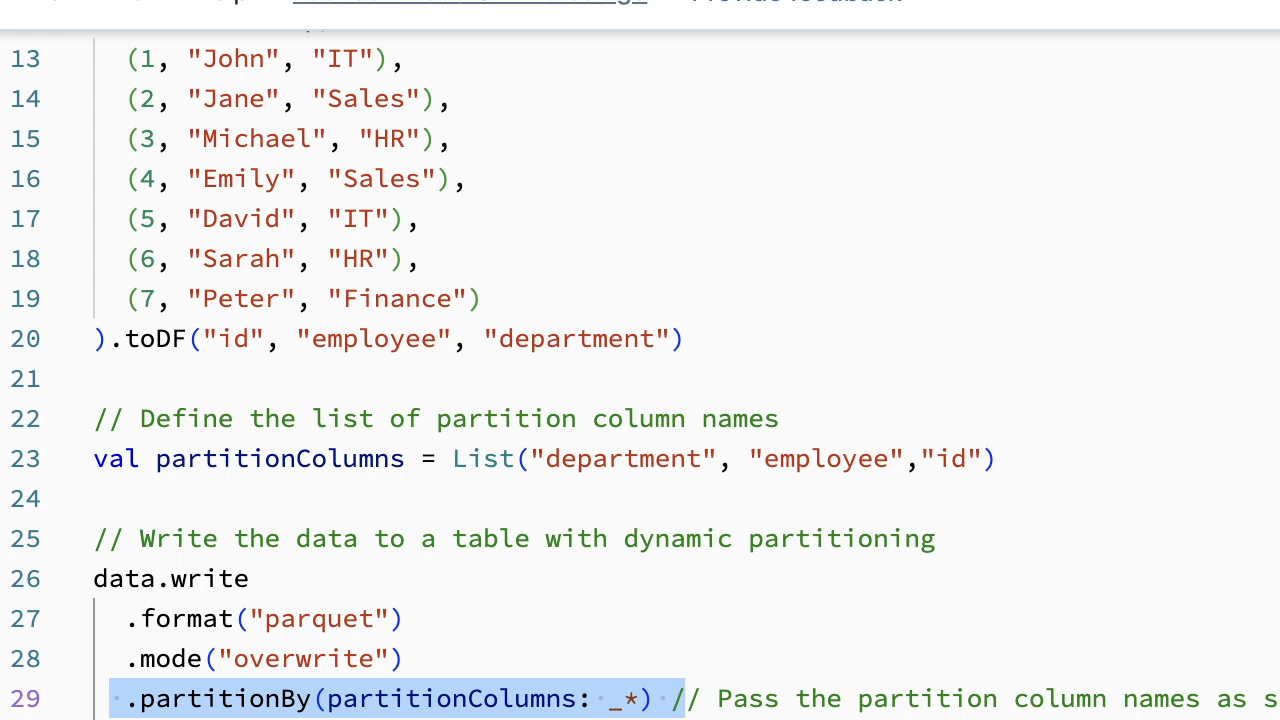 Provide feedback
13 (1, "John", "IT"),
14 (2, "Jane", "Sales"),
15 (3, "Michael", "HR"),
16 (4, "Emily", "Sales"),
17 (5, "David", "IT"),
18 (6, "Sarah", "HR"),
19 (7, "Peter", "Finance")
20 ).toDF("id", "employee", "department")
21
22 // Define the list of partition column names
23 val partitionColumns = List("department", "employee","id")
24
25 // Write the data to a table with dynamic partitioning
26 data.write
27 .format("parquet")
28 .mode("overwrite")
29 .partitionBy(partitionColumns: _*) // Pass the partition column names as s